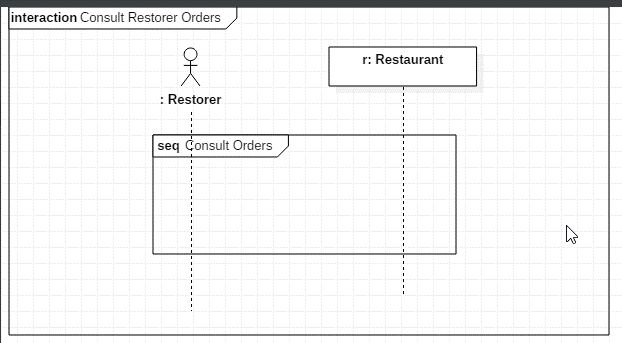 interaction Consult Restorer Orders
r: Restaurant
: Restorer
seq Consult Orders